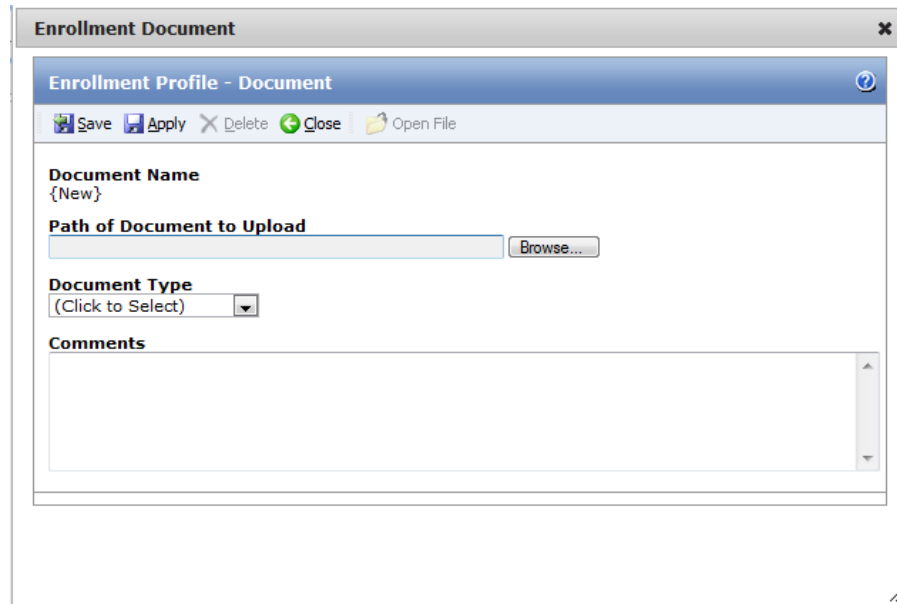 Enrollment Document
Enrollment Profile - Document
Save Apply Delete Close Open File
Document Name
{New}
Path of Document to Upload
Browse...
Document Type
(Click to Select)
Comments